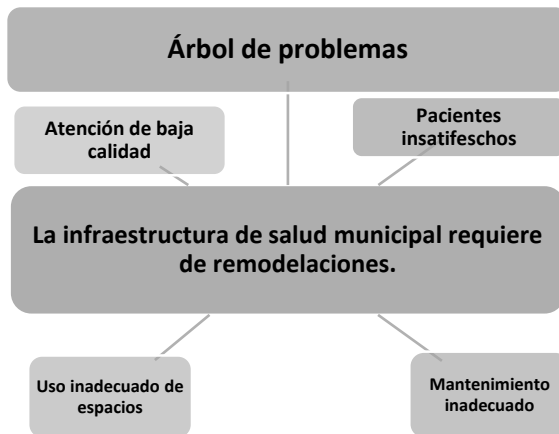 Árbol de problemas
Atención de baja
calidad
Pacientes
insatifeschos
La infraestructura de salud municipal requiere
de remodelaciones.
Uso inadecuado de
espacios
Mantenimiento
inadecuado